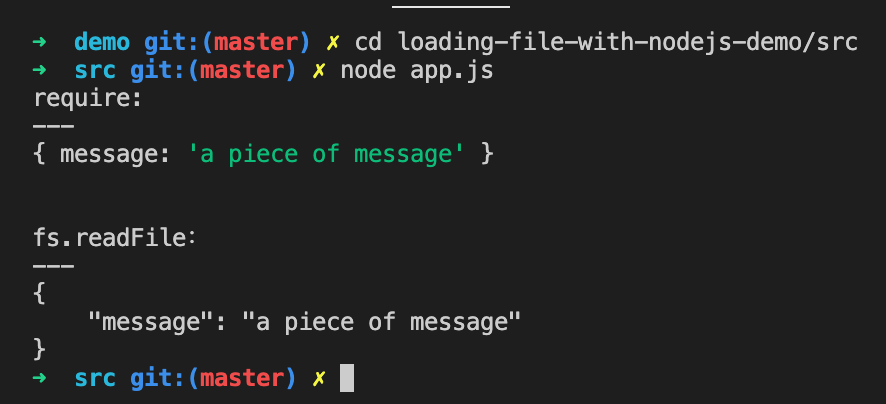 ➜  demo git:(master) ✗ cd loading-file-with-nodejs-demo/src
➜  src git:(master) ✗ node app.js
require:
---
{ message: 'a piece of message' }
fs.readFile:
---
{
    "message": "a piece of message"
}
➜  src git:(master) ✗